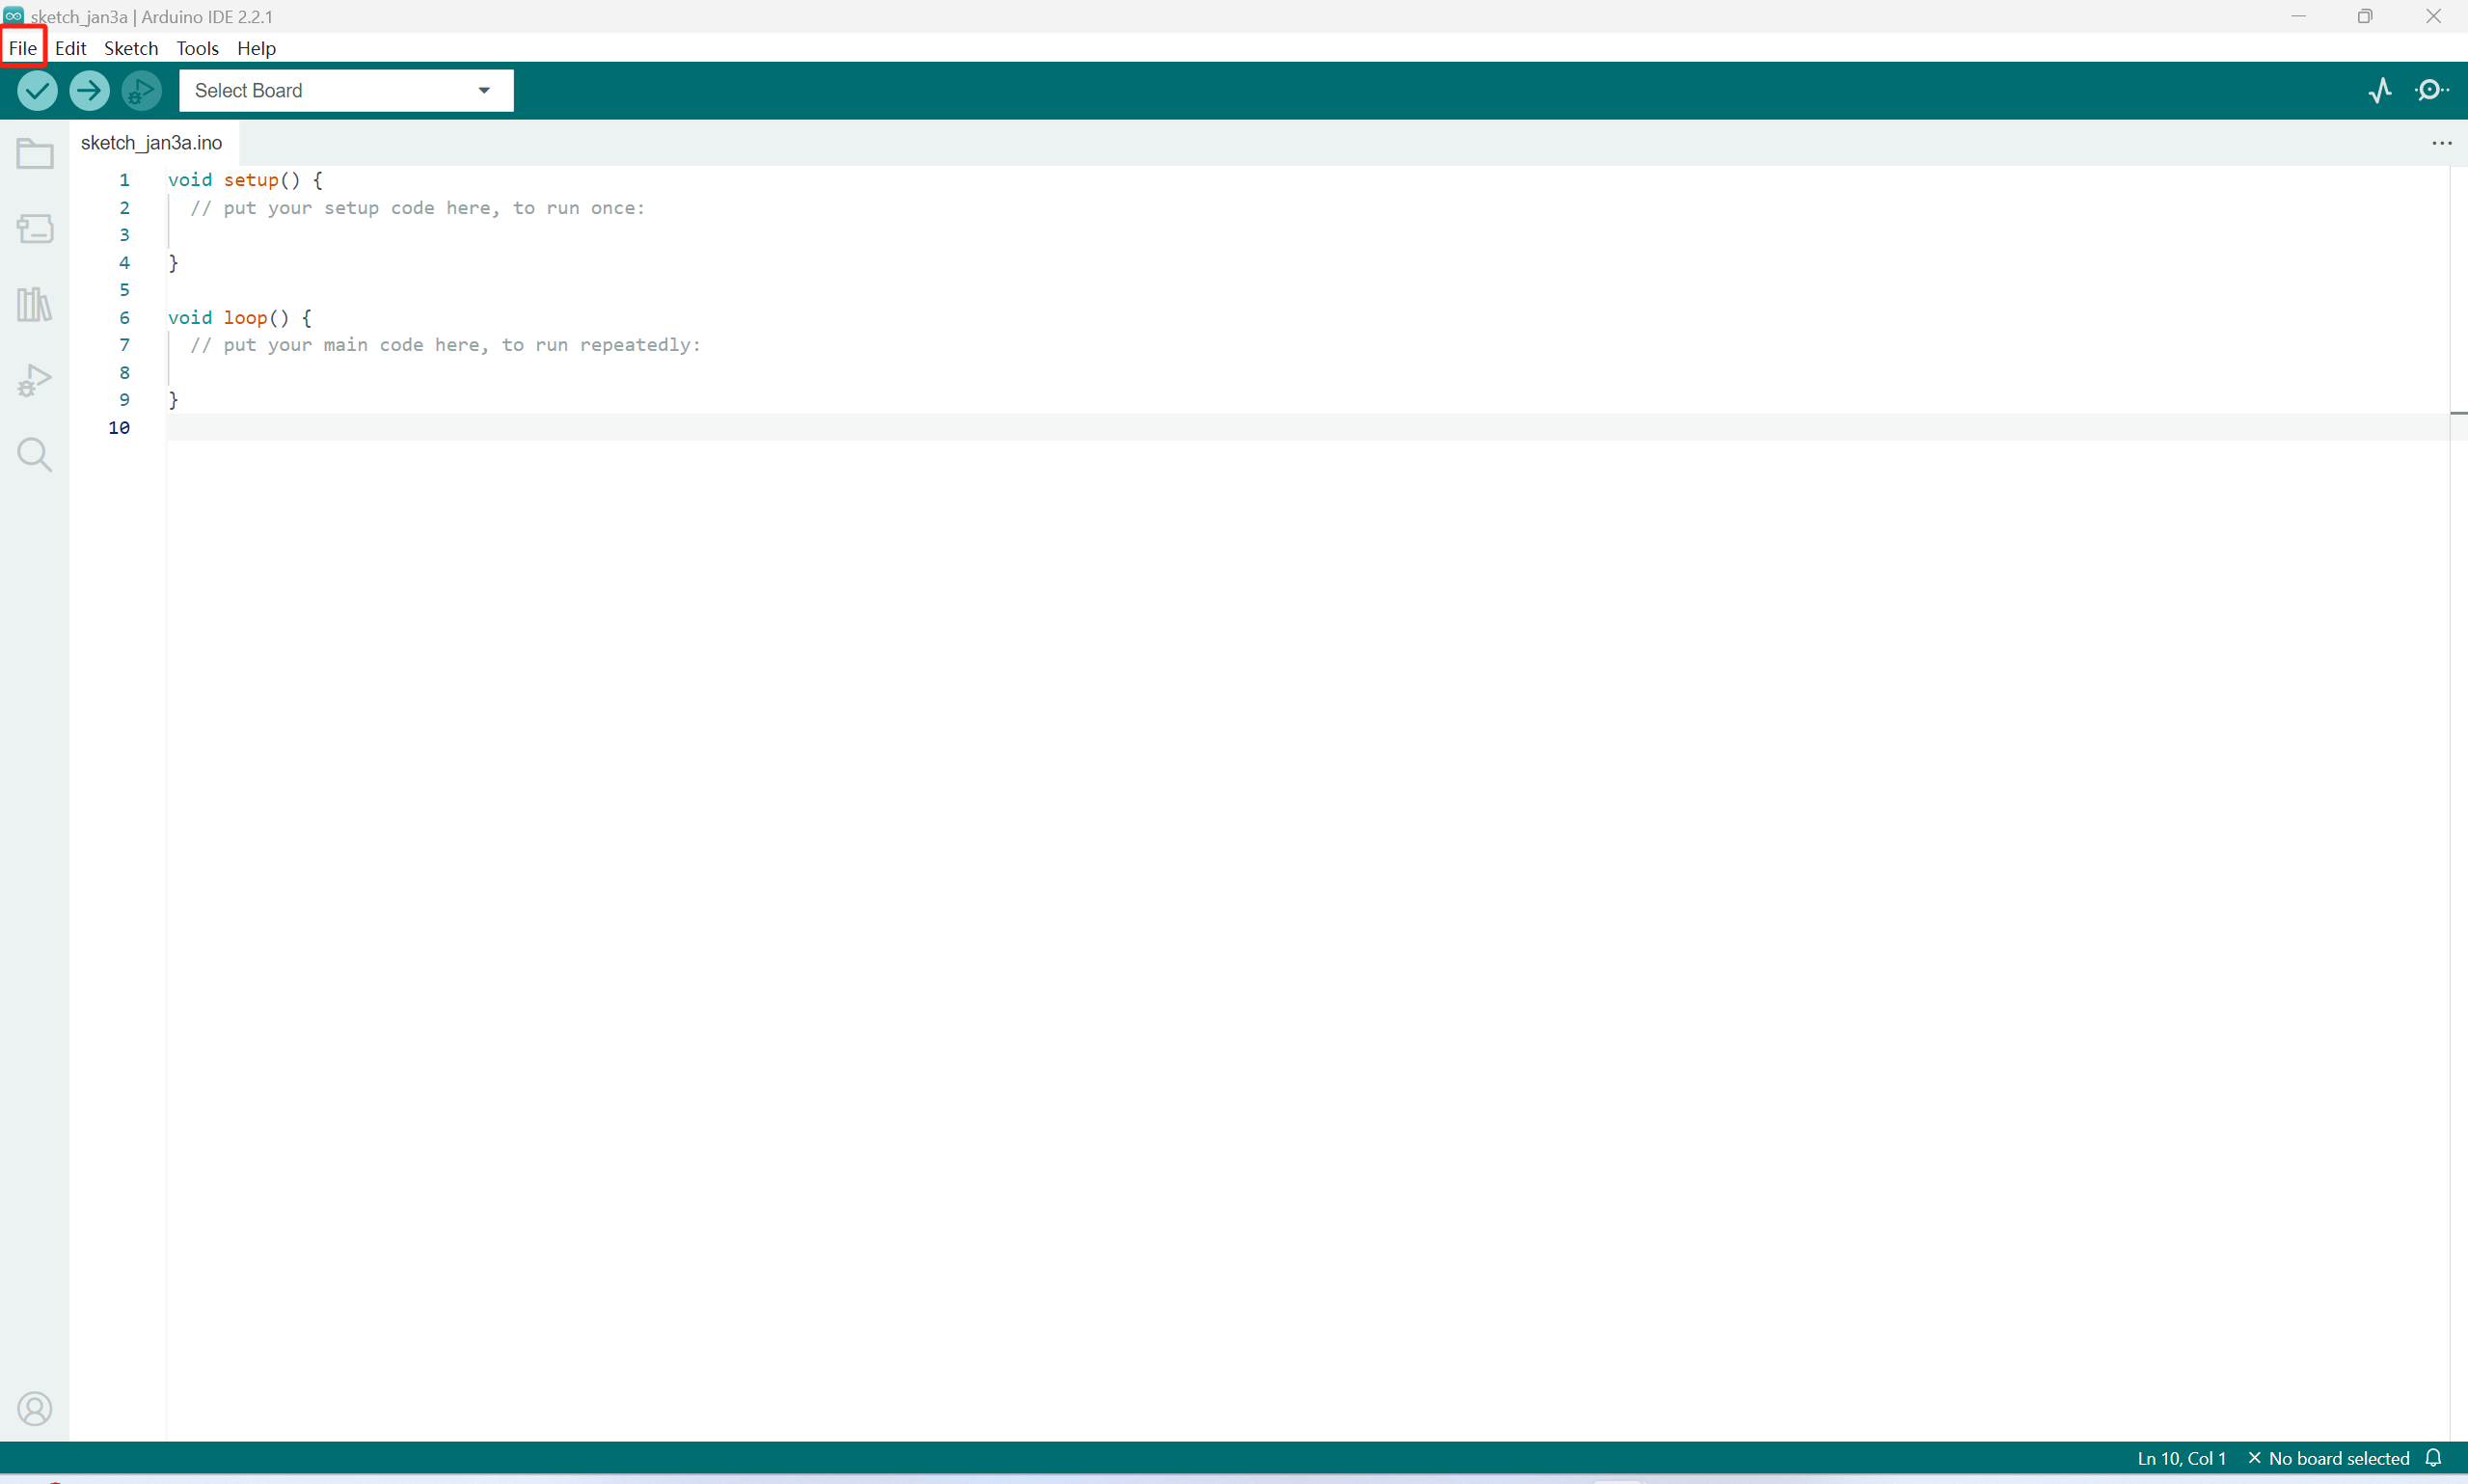 sketch_jan3a | Arduino IDE 2.2.1
File Edit Sketch Tools Help
Select Board
sketch_jan3a.ino
1 void setup() {
2 // put your setup code here, to run once:
3
4 }
5
6 void loop() {
7 // put your main code here, to run repeatedly:
8
9 }
10
Ln 10, Col 1 × No board selected